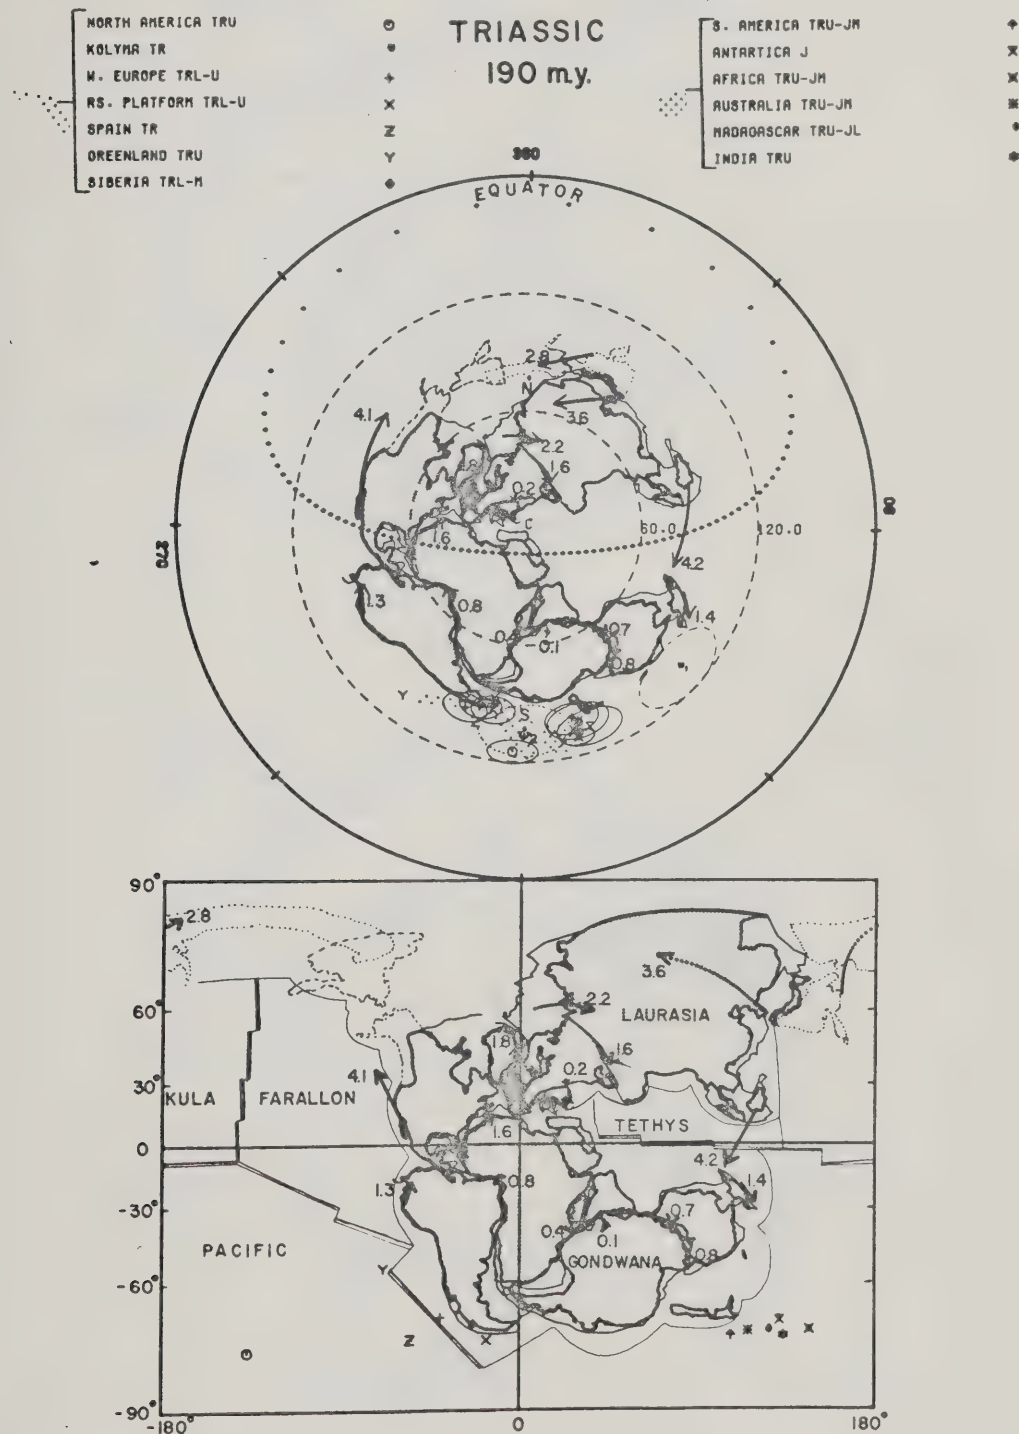 TRIASSIC
190 m.y.
NORTH AMERICA TRU
KOLYMA TR
W. EUROPE TRL-U
RS. PLATFORM TRL-U
SPAIN TR Z
GREENLAND TRU Y
SIBERIA TRL-M
S. AMERICA TRU-JM
ANTARTICA J
AFRICA TRU-JM
AUSTRALIA TRU-JM
MADAGASCAR TRU-JL
INDIA TRU
360
EQUATOR
2.8
N
4.1
3.6
2.2
1.6
0.2
C
60.0
120.0
90
270
1.6
4.2
1.3
0.8
0.4
-0.1
0.7
0.8
1.4
Y
S
90°
2.8
3.6
60°
2.2
LAURASIA
1.8
1.6
4.1
0.2
30°
KULA
FARALLON
1.6
TETHYS
0
4.2
1.3
0.8
1.4
-30°
0.7
0.4
0.1
PACIFIC
GONDWANA
0.8
Y
-60°
Z
-90°
-180°
0
180°